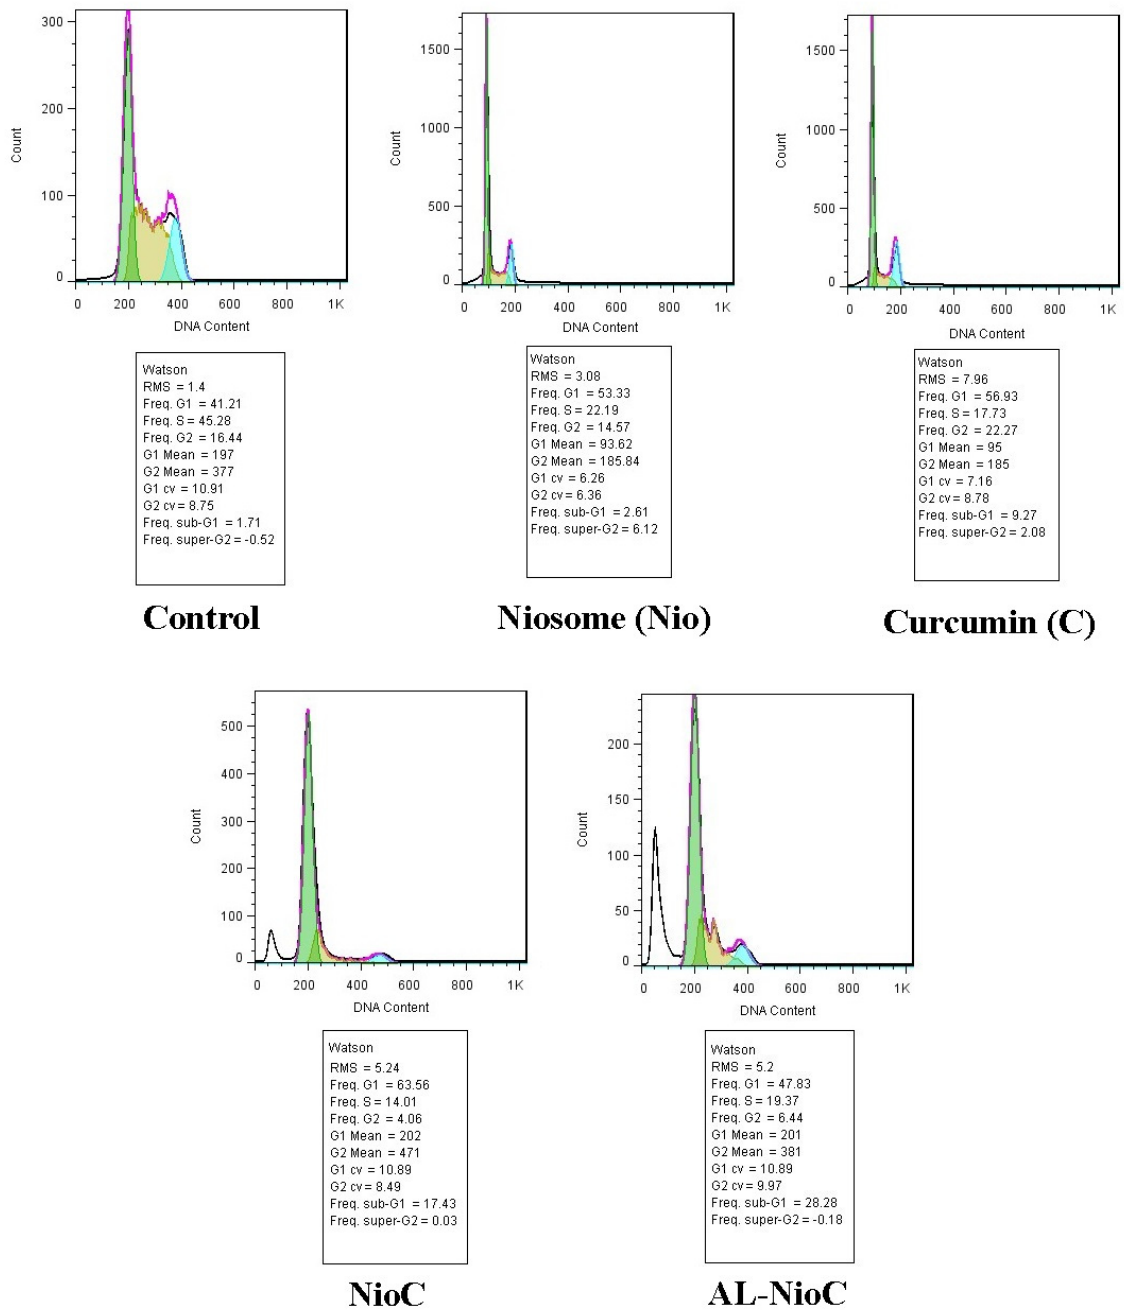 300
200
100
0
Count
0 200 400 600 800 1K
DNA Content
Watson
RMS = 1.4
Freq. G1 = 41.21
Freq. S = 45.28
Freq. G2 = 16.44
G1 Mean = 197
G2 Mean = 377
G1 cv = 10.91
G2 cv = 8.75
Freq. sub-G1 = 1.71
Freq. super-G2 = -0.52
Control
1500
1000
500
0
Count
0 200 400 600 800 1K
DNA Content
Watson
RMS = 3.08
Freq. G1 = 53.33
Freq. S = 22.19
Freq. G2 = 14.57
G1 Mean = 93.62
G2 Mean = 185.84
G1 cv = 6.26
G2 cv = 6.36
Freq. sub-G1 = 2.61
Freq. super-G2 = 6.12
Niosome (Nio)
1500
1000
500
0
Count
0 200 400 600 800 1K
DNA Content
Watson
RMS = 7.96
Freq. G1 = 56.93
Freq. S = 17.73
Freq. G2 = 22.27
G1 Mean = 95
G2 Mean = 185
G1 cv = 7.16
G2 cv = 8.78
Freq. sub-G1 = 9.27
Freq. super-G2 = 2.08
Curcumin (C)
500
400
300
200
100
0
Count
0 200 400 600 800 1K
DNA Content
Watson
RMS = 5.24
Freq. G1 = 63.56
Freq. S = 14.01
Freq. G2 = 4.06
G1 Mean = 202
G2 Mean = 471
G1 cv = 10.89
G2 cv = 8.49
Freq. sub-G1 = 17.43
Freq. super-G2 = 0.03
NioC
200
150
100
50
0
Count
0 200 400 600 800 1K
DNA Content
Watson
RMS = 5.2
Freq. G1 = 47.83
Freq. S = 19.37
Freq. G2 = 6.44
G1 Mean = 201
G2 Mean = 381
G1 cv = 10.89
G2 cv = 9.97
Freq. sub-G1 = 28.28
Freq. super-G2 = -0.18
AL-NioC